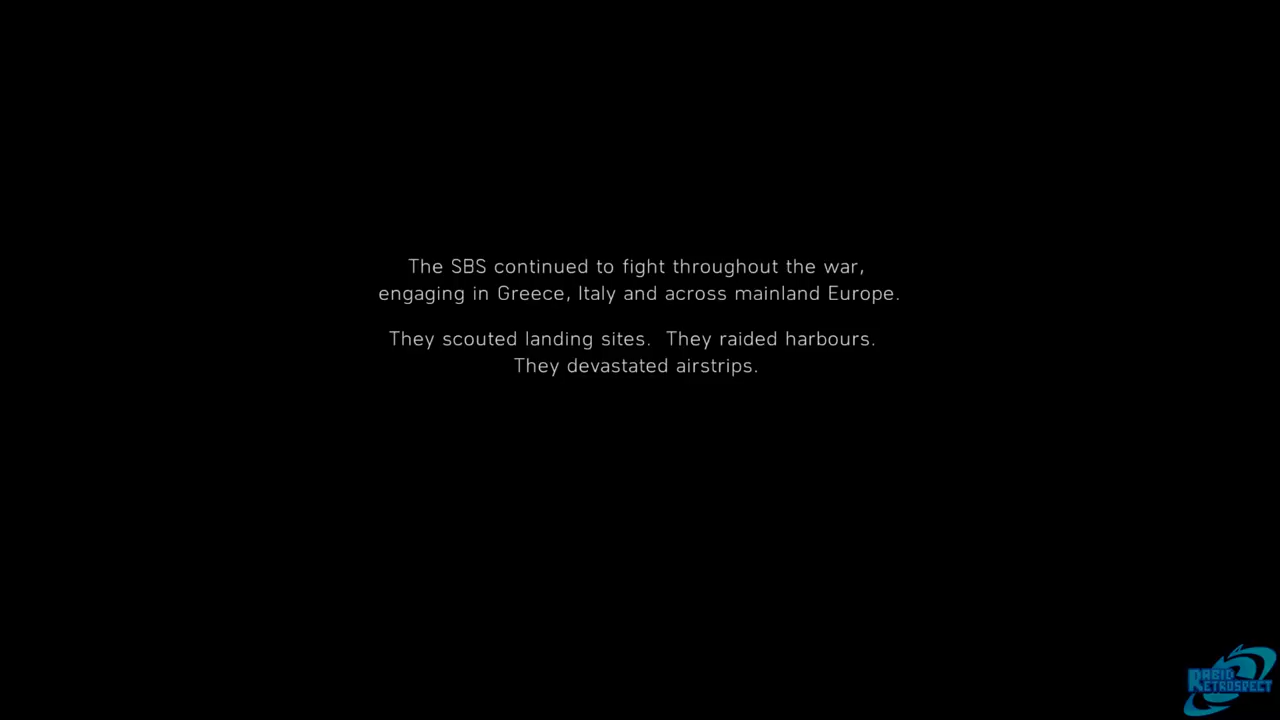 The SBS continued to fight throughout the war,
engaging in Greece, Italy and across mainland Europe.
They scouted landing sites.  They raided harbours.
They devastated airstrips.
RABID
RETROSPECT